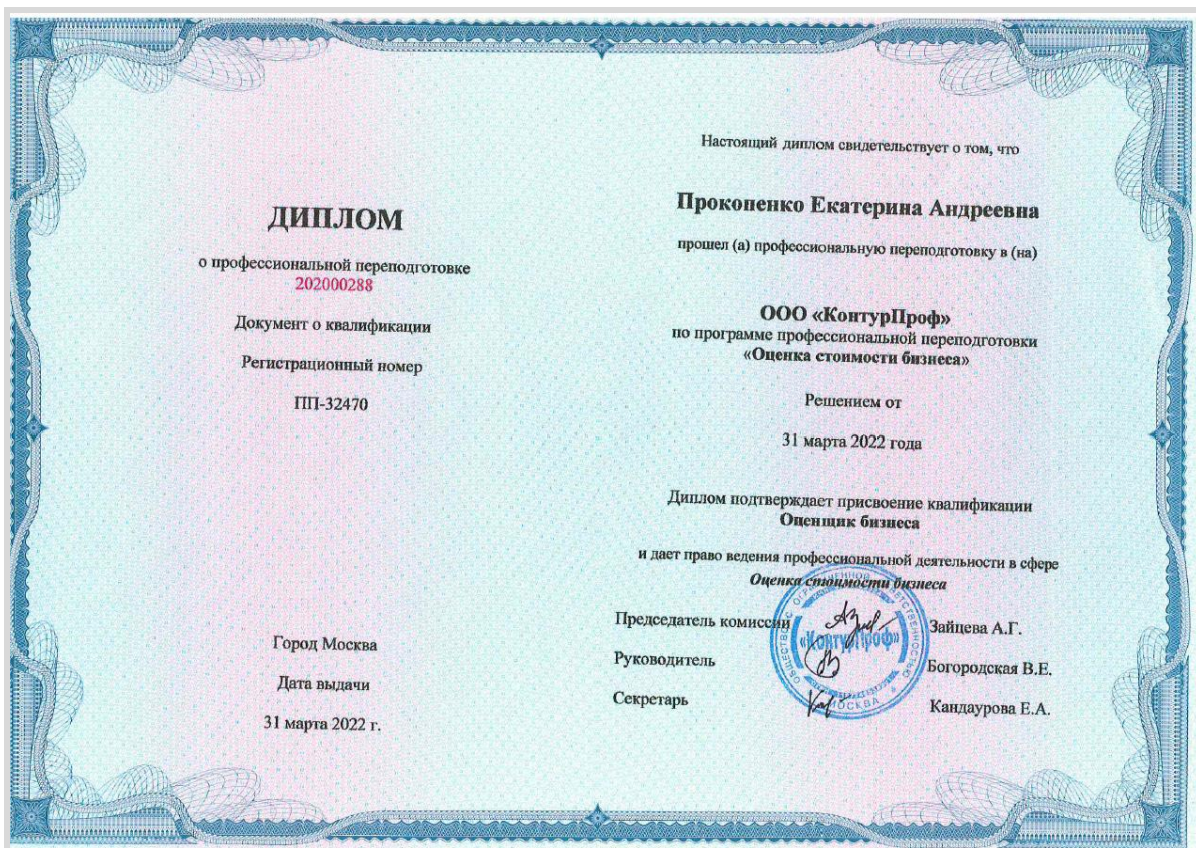 ДИПЛОМ
о профессиональной переподготовке
202000288
Документ о квалификации
Регистрационный номер
ПП-32470
Город Москва
Дата выдачи
31 марта 2022 г.
Настоящий диплом свидетельствует о том, что
Прокопенко Екатерина Андреевна
прошел (а) профессиональную переподготовку в (на)
ООО «КонтурПроф»
по программе профессиональной переподготовки
«Оценка стоимости бизнеса»
Решением от
31 марта 2022 года
Диплом подтверждает присвоение квалификации
Оценщик бизнеса
и дает право ведения профессиональной деятельности в сфере
Оценка стоимости бизнеса
Председатель комиссии Зайцева А.Г.
Руководитель Богородская В.Е.
Секретарь Кандаурова Е.А.
ОБЩЕСТВО С ОГРАНИЧЕННОЙ ОТВЕТСТВЕННОСТЬЮ
«КонтурПроф»
МОСКВА